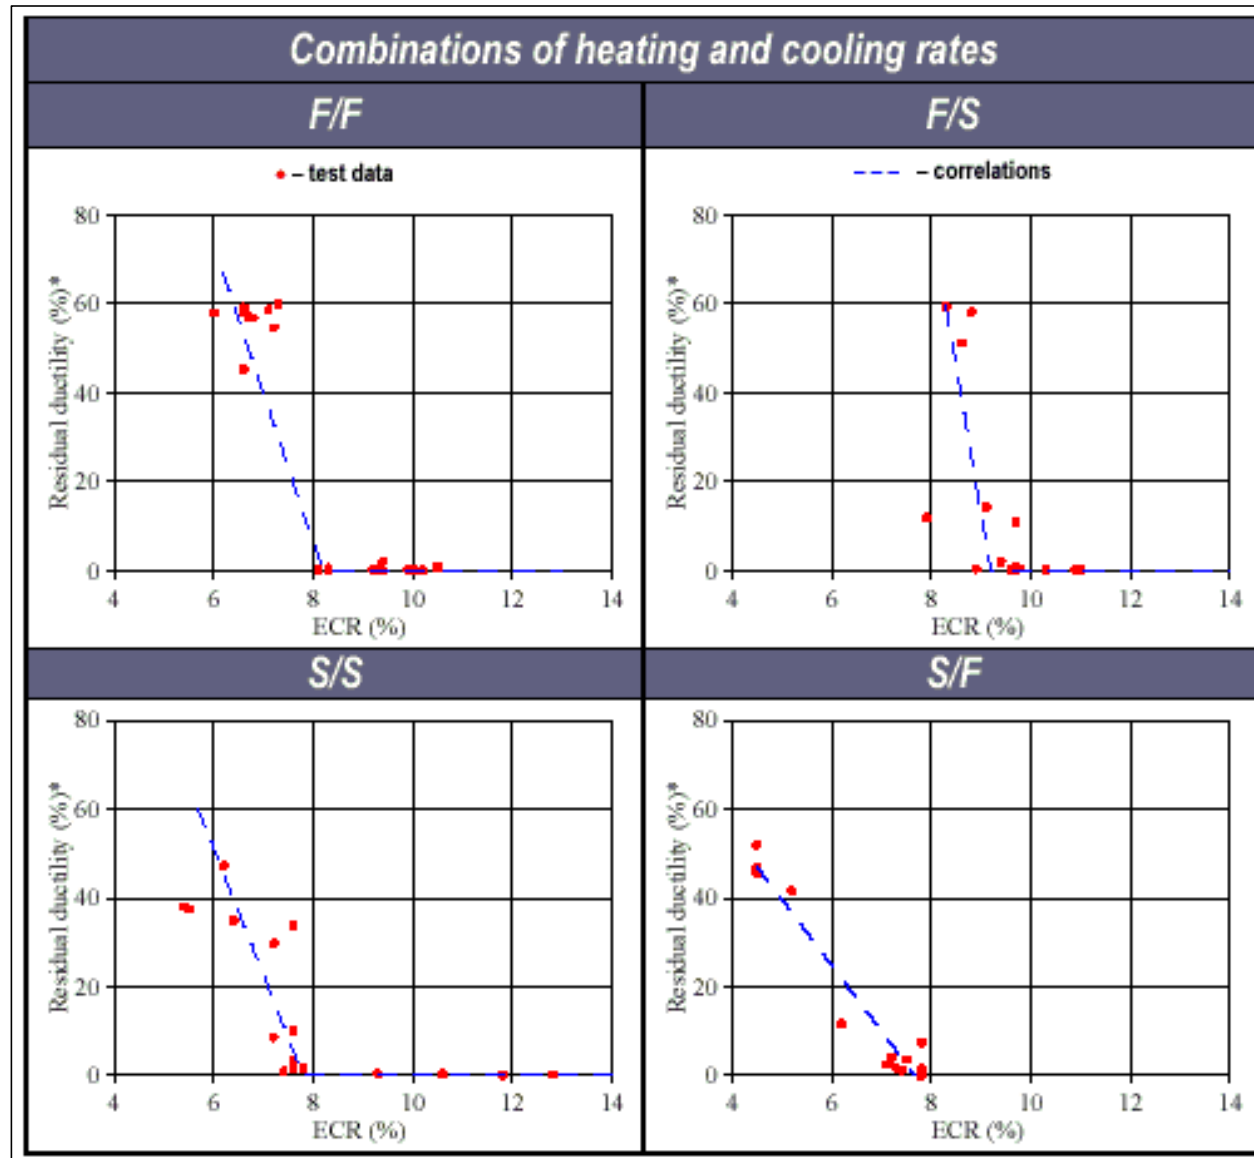 Combinations of heating and cooling rates
F/F
F/S
– test data
– correlations
Residual ductility (%)*
80
60
40
20
0
4 6 8 10 12 14
ECR (%)
Residual ductility (%)*
80
60
40
20
0
4 6 8 10 12 14
ECR (%)
S/S
S/F
Residual ductility (%)*
80
60
40
20
0
4 6 8 10 12 14
ECR (%)
Residual ductility (%)*
80
60
40
20
0
4 6 8 10 12 14
ECR (%)